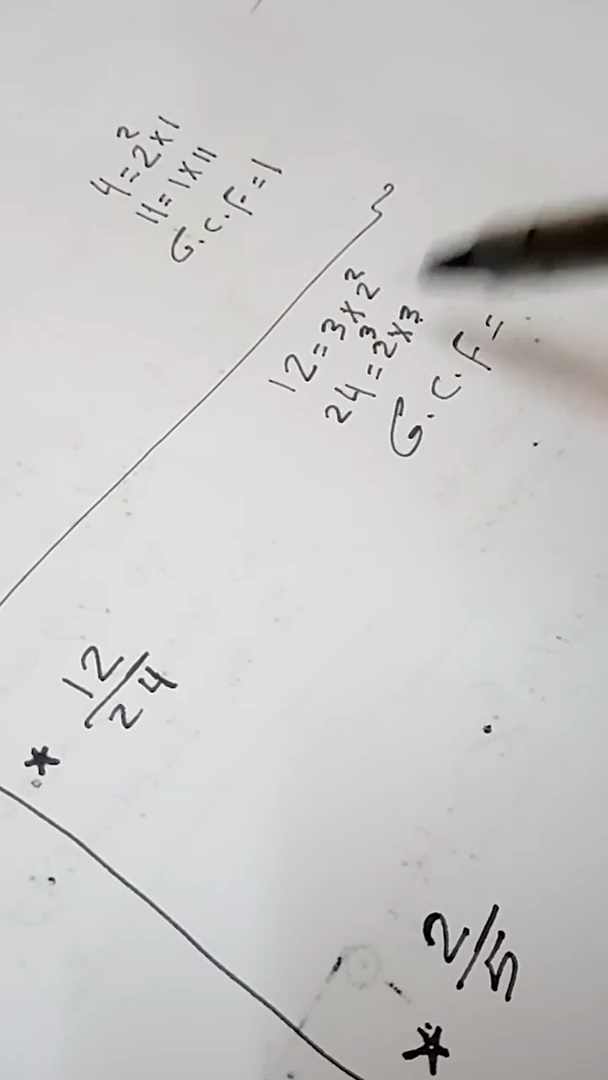 4=2²x1
11=1x11
G.C.F=1
12=3x2²
24=2³x3
G.C.F=
* 12/24
* 2/5